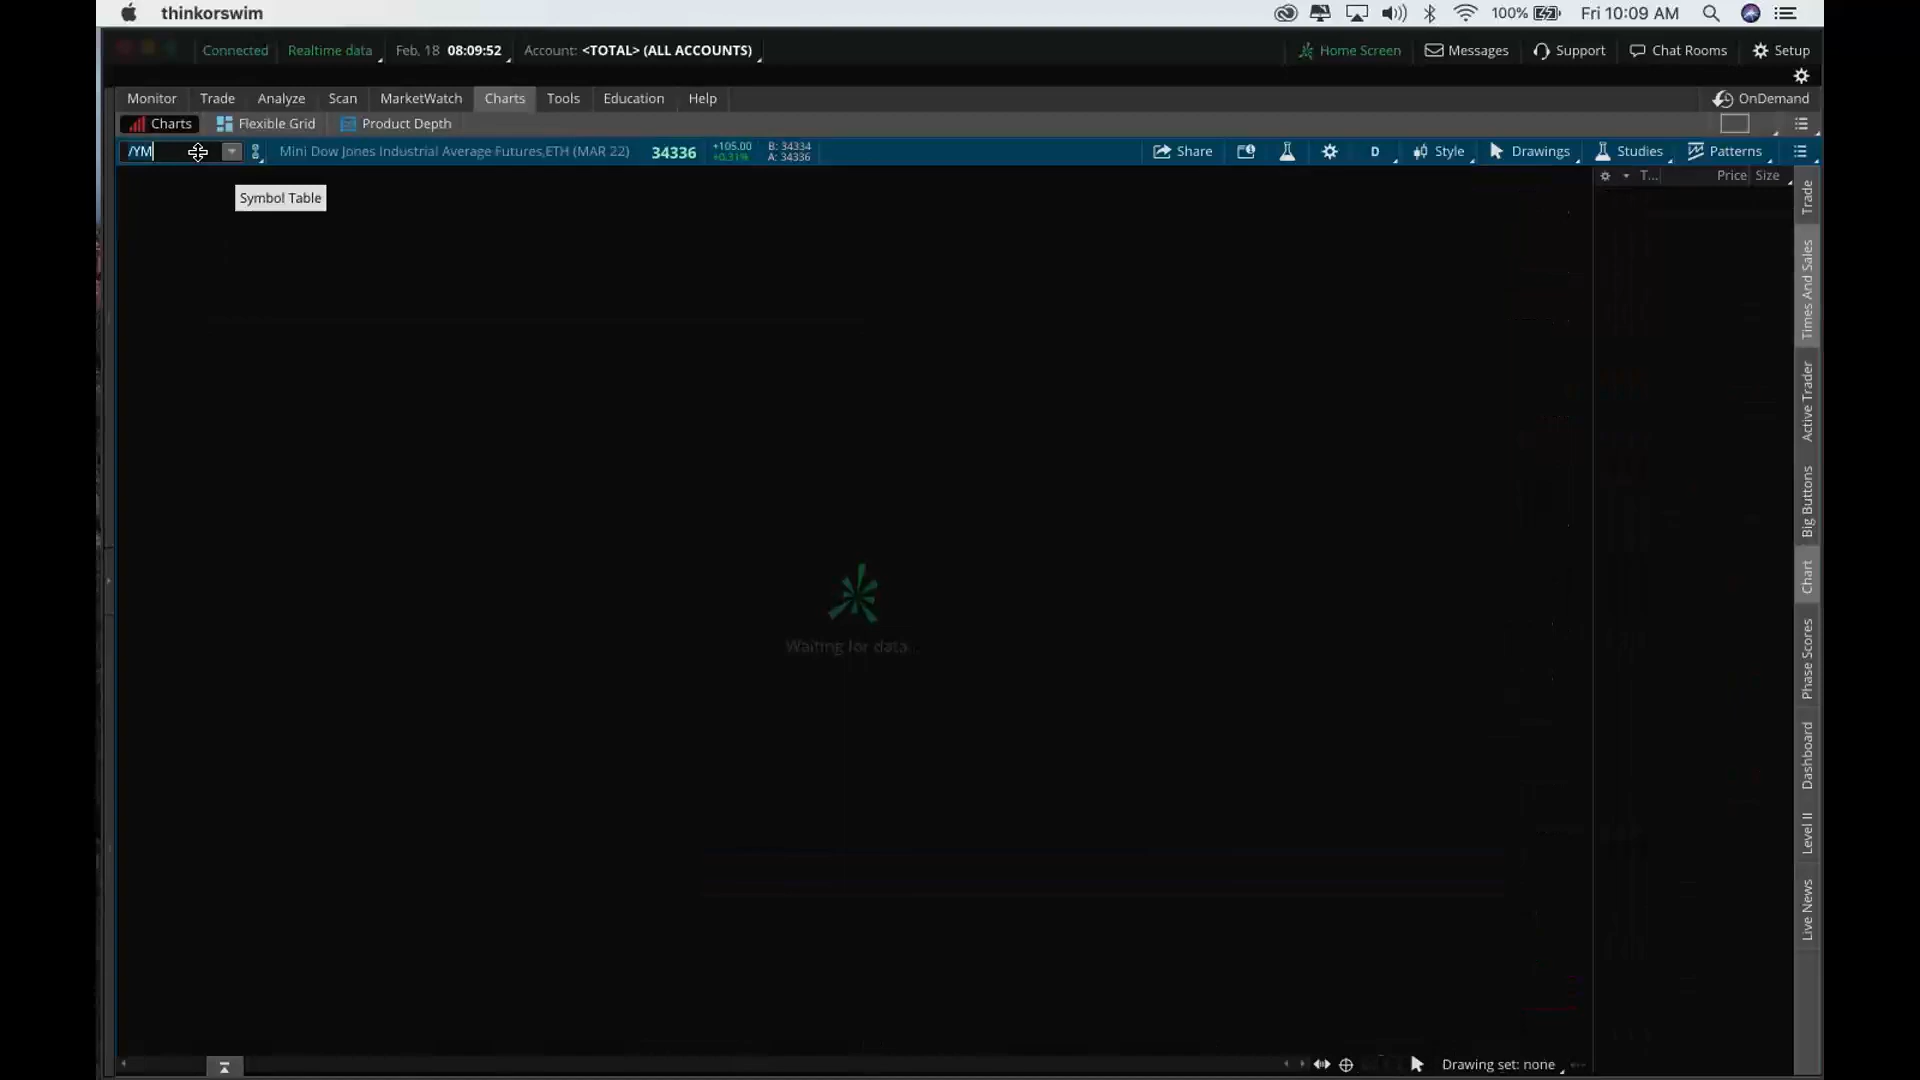 thinkorswim 100% Fri 10:09 AM
Connected Realtime data Feb. 18 08:09:52 Account: <TOTAL> (ALL ACCOUNTS) Home Screen Messages Support Chat Rooms Setup
Monitor Trade Analyze Scan MarketWatch Charts Tools Education Help OnDemand
Charts Flexible Grid Product Depth
/YM Mini Dow Jones Industrial Average Futures,ETH (MAR 22) 34336 +105.00 B: 34334 Share D Style Drawings Studies Patterns
+0.31% A: 34336
T... Price Size
Symbol Table
Trade
Times And Sales
Active Trader
Big Buttons
Chart
Phase Scores
Dashboard
Level II
Live News
Waiting for data...
Drawing set: none